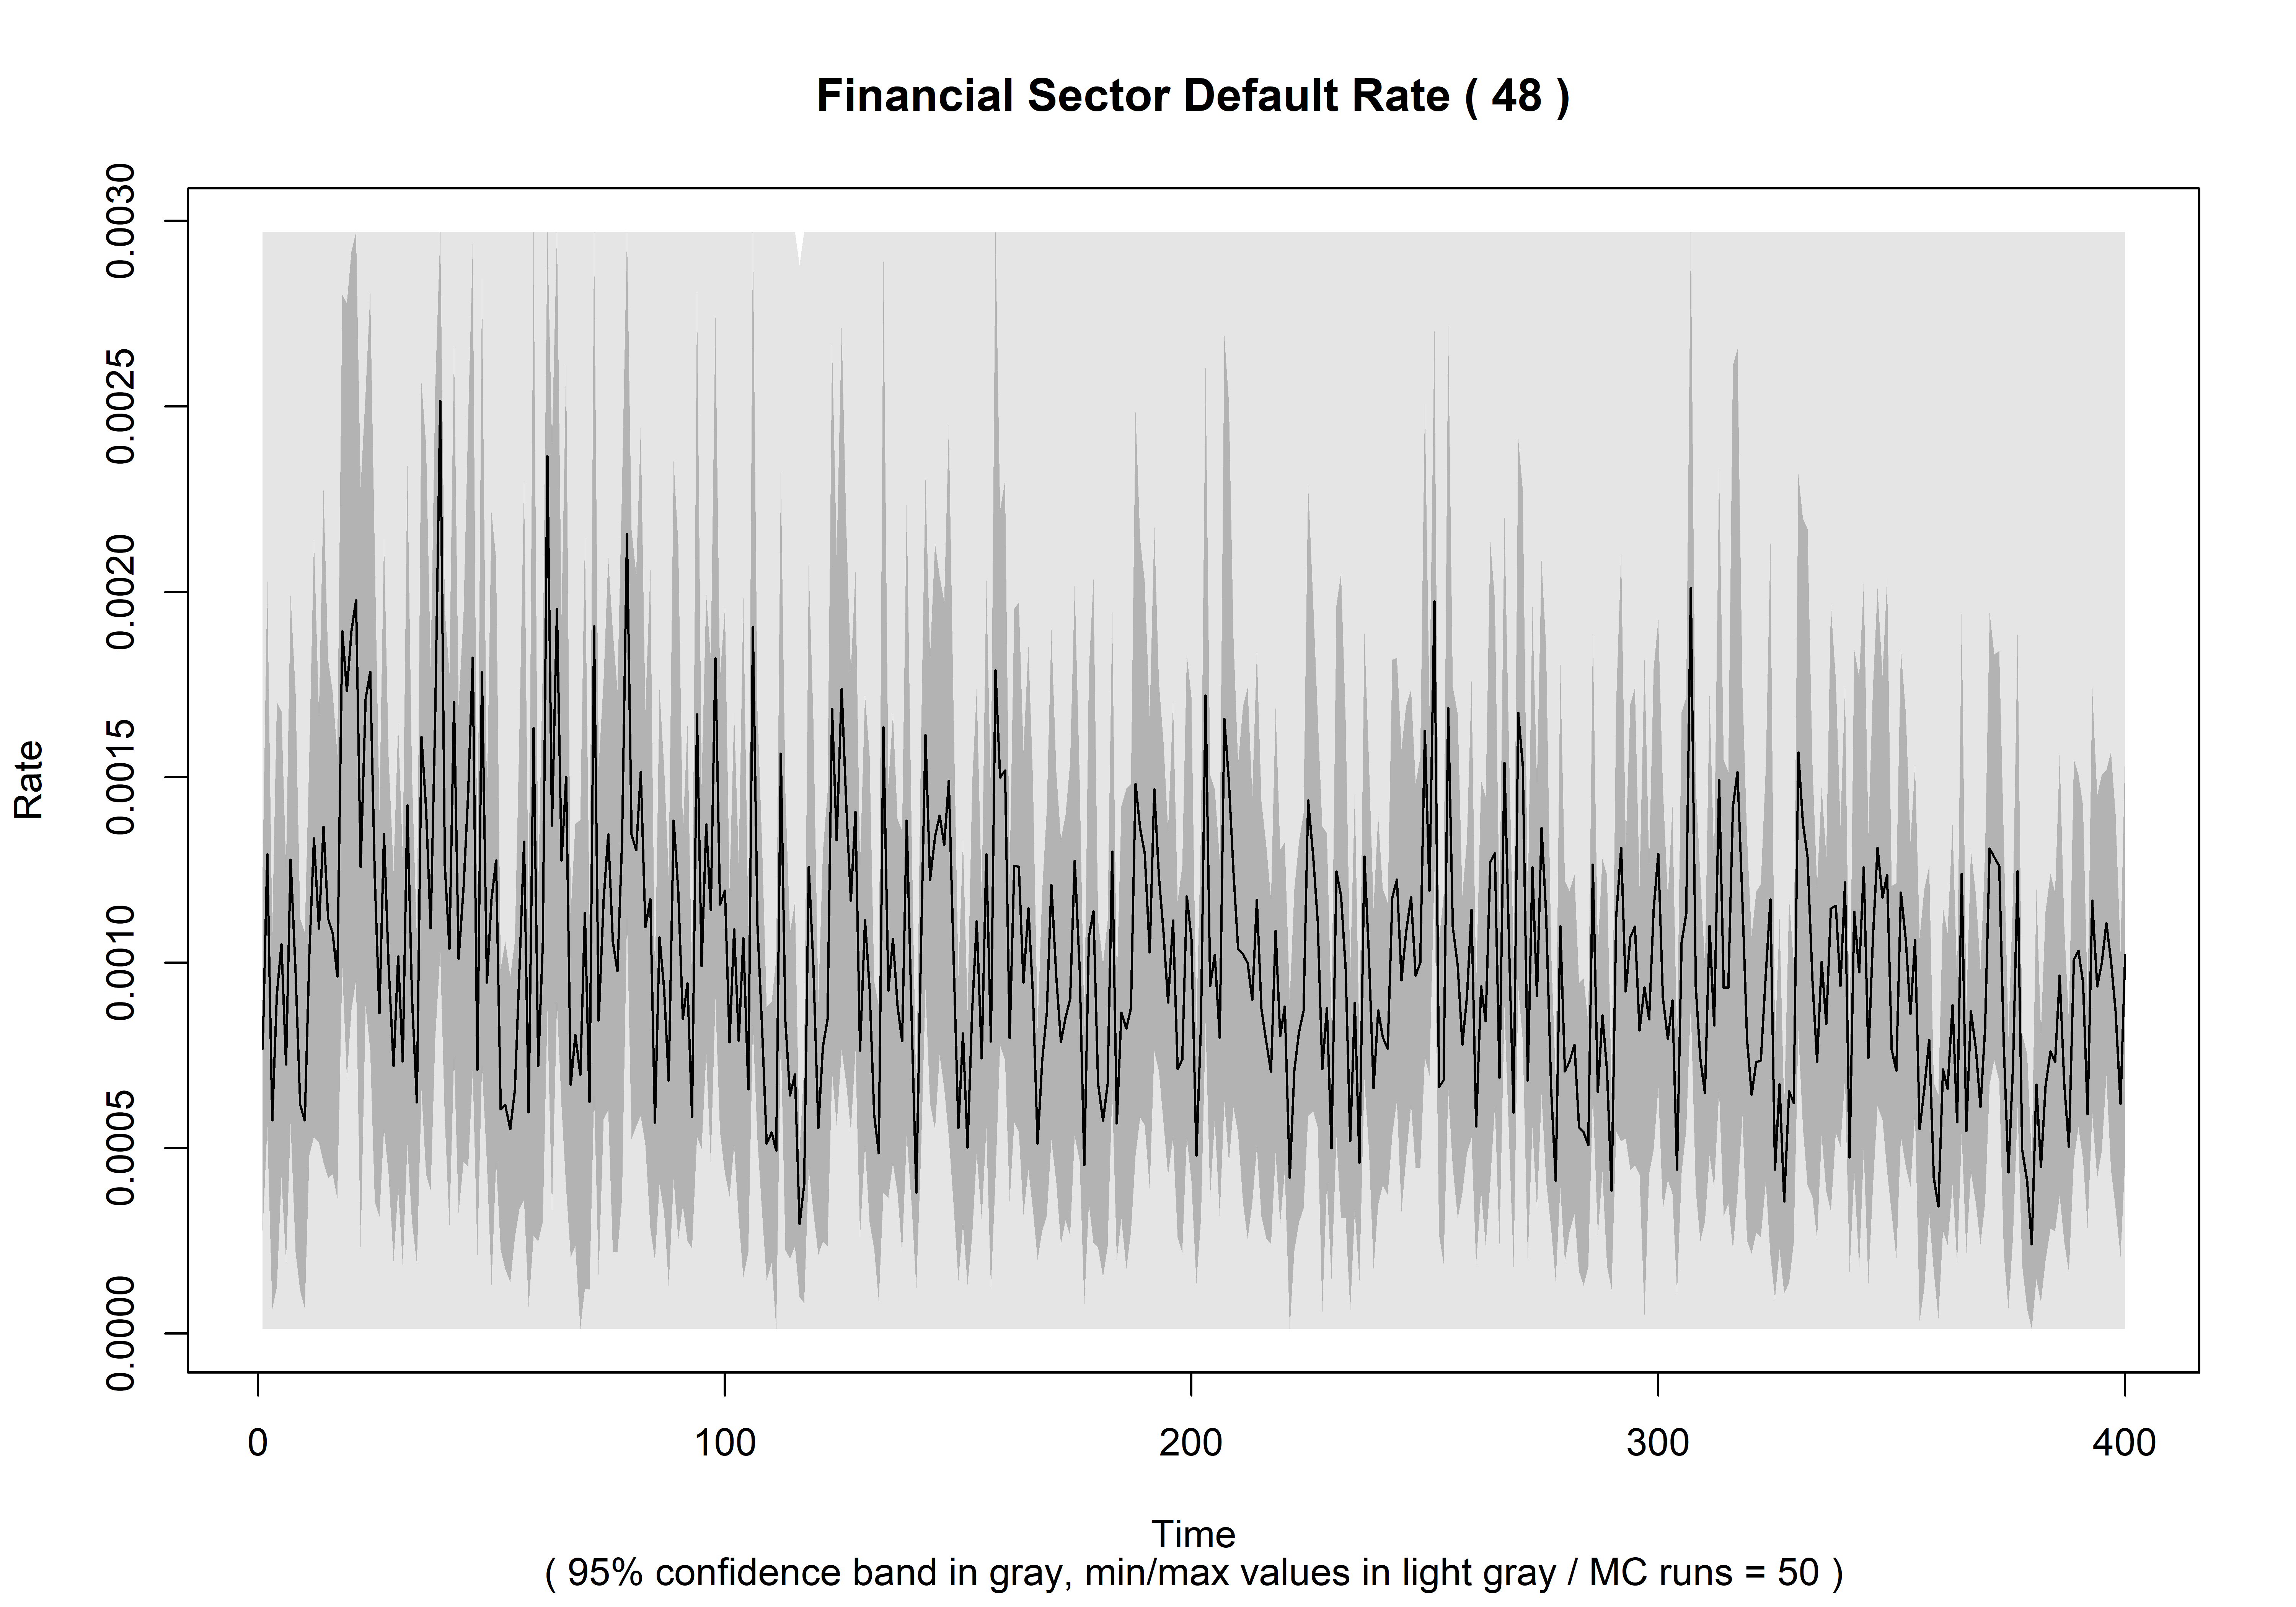 Financial Sector Default Rate ( 48 )
0.0030
0.0025
0.0020
0.0015
0.0010
0.0005
0.0000
Rate
0 100 200 300 400
Time
( 95% confidence band in gray, min/max values in light gray / MC runs = 50 )